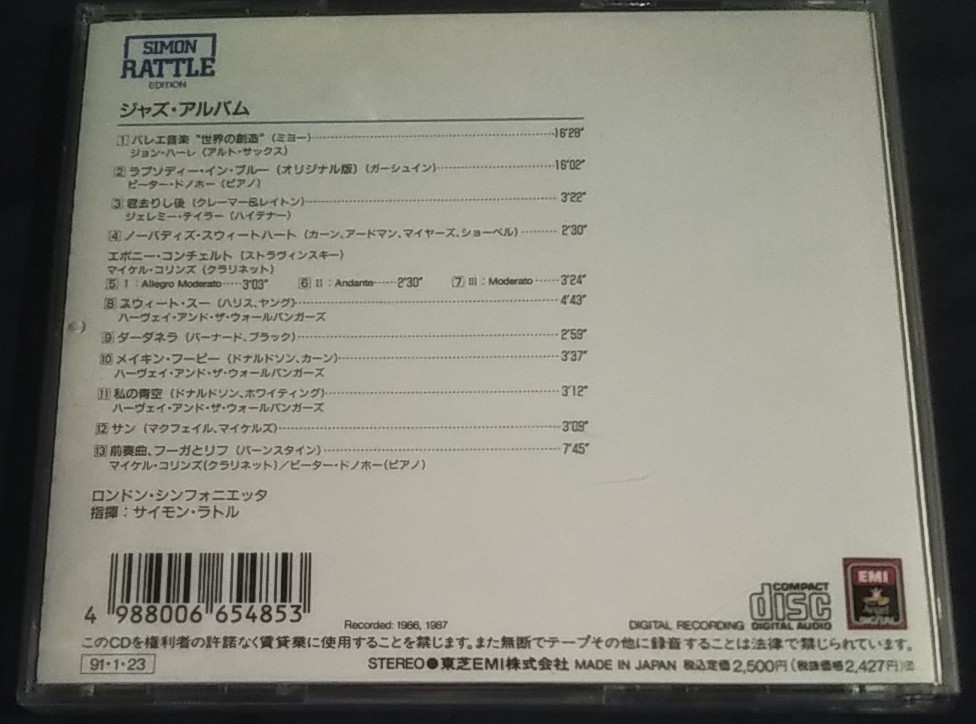 SIMON
RATTLE
EDITION
ジャズ・アルバム
1 バレエ音楽 "世界の創造"(ミヨー)……16'29"
ジョン・ハーレ(アルト・サックス)
2 ラプソディー・イン・ブルー〔オリジナル版〕(ガーシュイン)……16'02"
ピーター・ドノホー(ピアノ)
3 君去りし後(クレーマー&レイトン)……3'22"
ジェレミー・テイラー(ハイテナー)
4 ノーバディズ・スウィートハート(カーン、アードマン、マイヤーズ、ショーベル)……2'30"
エボニー・コンチェルト(ストラヴィンスキー)
マイケル・コリンズ(クラリネット)
5 I:Allegro Moderato……3'03" 6 II:Andante……2'30" 7 III:Moderato……3'24"
8 スウィート・スー(ハリス、ヤング)……4'43"
ハーヴェイ・アンド・ザ・ウォールバンガーズ
9 ダーダネラ(バーナード、ブラック)……2'59"
10 メイキン・フーピー(ドナルドソン、カーン)……3'37"
ハーヴェイ・アンド・ザ・ウォールバンガーズ
11 私の青空(ドナルドソン、ホワイティング)……3'12"
ハーヴェイ・アンド・ザ・ウォールバンガーズ
12 サン(マクフェイル、マイケルズ)……3'09"
13 前奏曲、フーガとリフ(バーンスタイン)……7'45"
マイケル・コリンズ(クラリネット)/ピーター・ドノホー(ピアノ)
ロンドン・シンフォニエッタ
指揮:サイモン・ラトル
4 988006 654853
Recorded: 1986, 1987
DIGITAL RECORDING
COMPACT
disc
DIGITAL AUDIO
EMI
Angel
DIGITAL
このCDを権利者の許諾なく賃貸業に使用することを禁じます。また無断でテープその他に録音することは法律で禁じられています。
91・1・23
STEREO●東芝EMI株式会社 MADE IN JAPAN 税込定価2,500円(税抜価格2,427円)